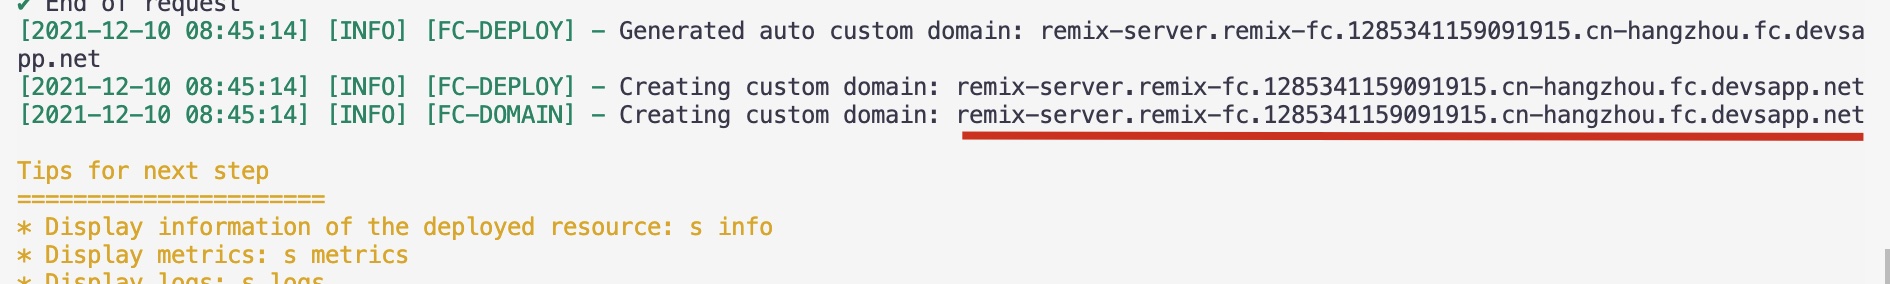 ✔ End of request
[2021-12-10 08:45:14] [INFO] [FC-DEPLOY] - Generated auto custom domain: remix-server.remix-fc.1285341159091915.cn-hangzhou.fc.devsa
pp.net
[2021-12-10 08:45:14] [INFO] [FC-DEPLOY] - Creating custom domain: remix-server.remix-fc.1285341159091915.cn-hangzhou.fc.devsapp.net
[2021-12-10 08:45:14] [INFO] [FC-DOMAIN] - Creating custom domain: remix-server.remix-fc.1285341159091915.cn-hangzhou.fc.devsapp.net
Tips for next step
======================
* Display information of the deployed resource: s info
* Display metrics: s metrics
* Display logs: s logs